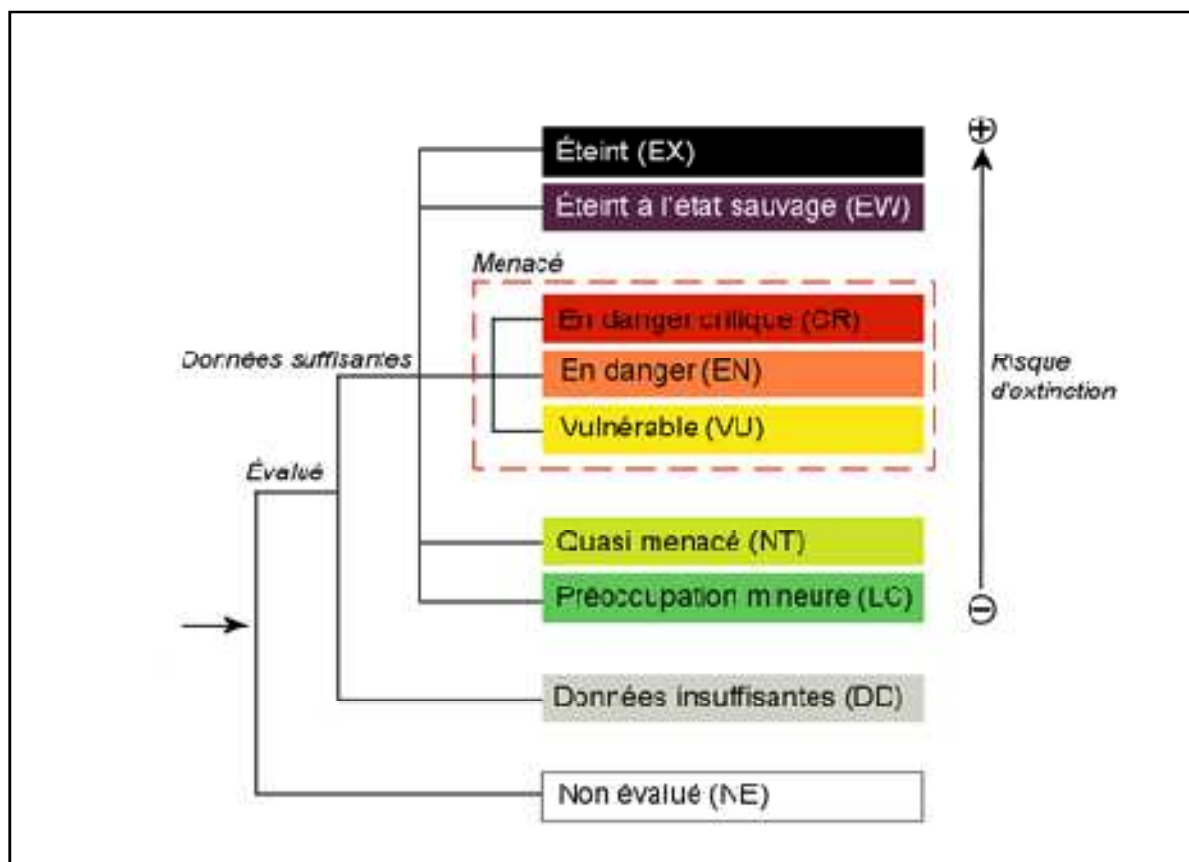 Éteint (EX)
Éteint à l'état sauvage (EW)
Menacé
En danger critique (CR)
Données suffisantes
En danger (EN)
Risque
d'extinction
Vulnérable (VU)
Évalué
Quasi menacé (NT)
Préoccupation mineure (LC)
Données insuffisantes (DD)
Non évalué (NE)